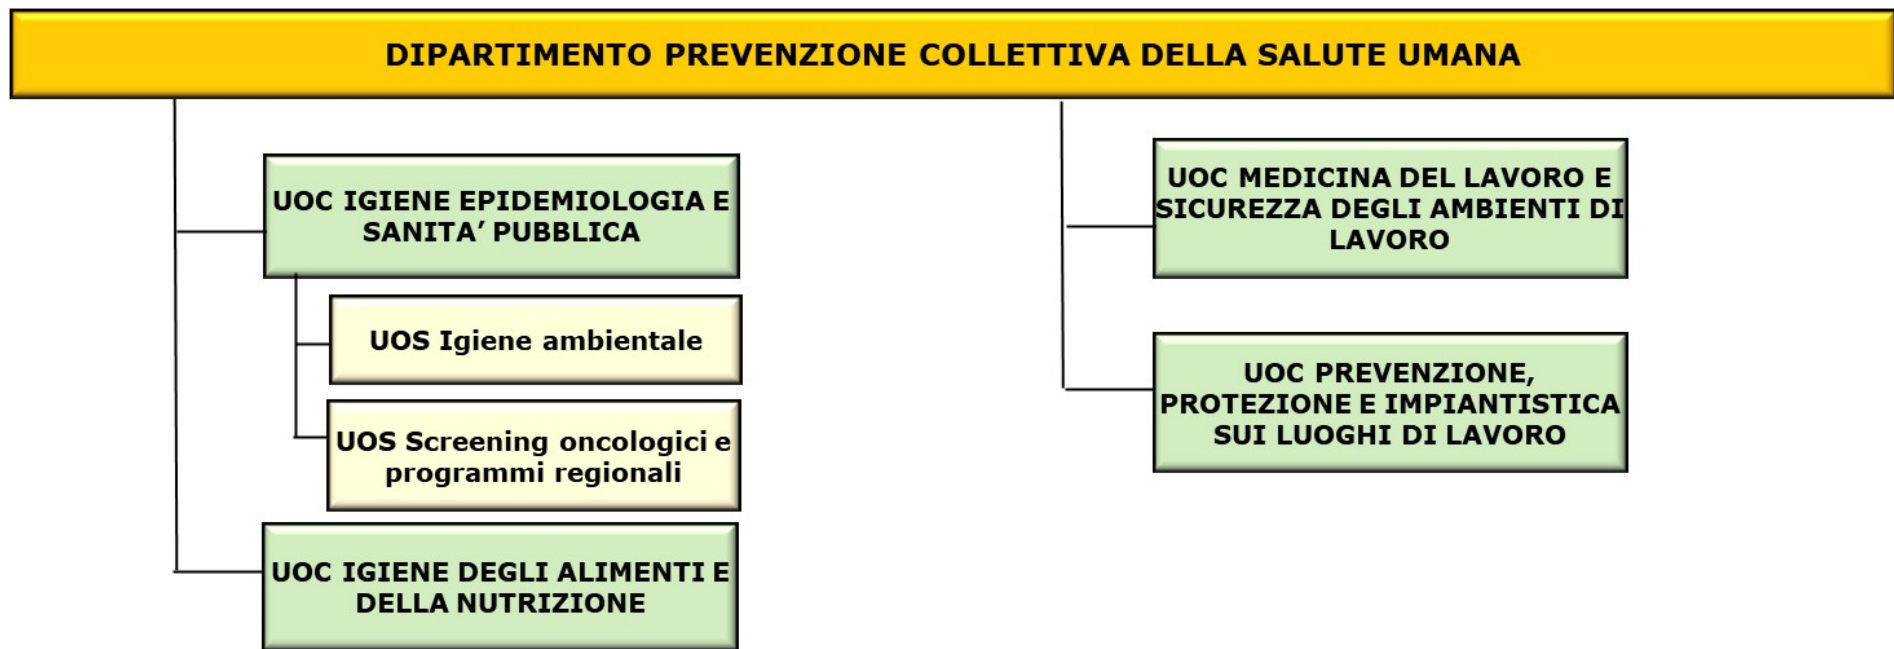 DIPARTIMENTO PREVENZIONE COLLETTIVA DELLA SALUTE UMANA
UOC IGIENE EPIDEMIOLOGIA E
SANITA’ PUBBLICA
UOS Igiene ambientale
UOS Screening oncologici e
programmi regionali
UOC IGIENE DEGLI ALIMENTI E
DELLA NUTRIZIONE
UOC MEDICINA DEL LAVORO E
SICUREZZA DEGLI AMBIENTI DI
LAVORO
UOC PREVENZIONE,
PROTEZIONE E IMPIANTISTICA
SUI LUOGHI DI LAVORO